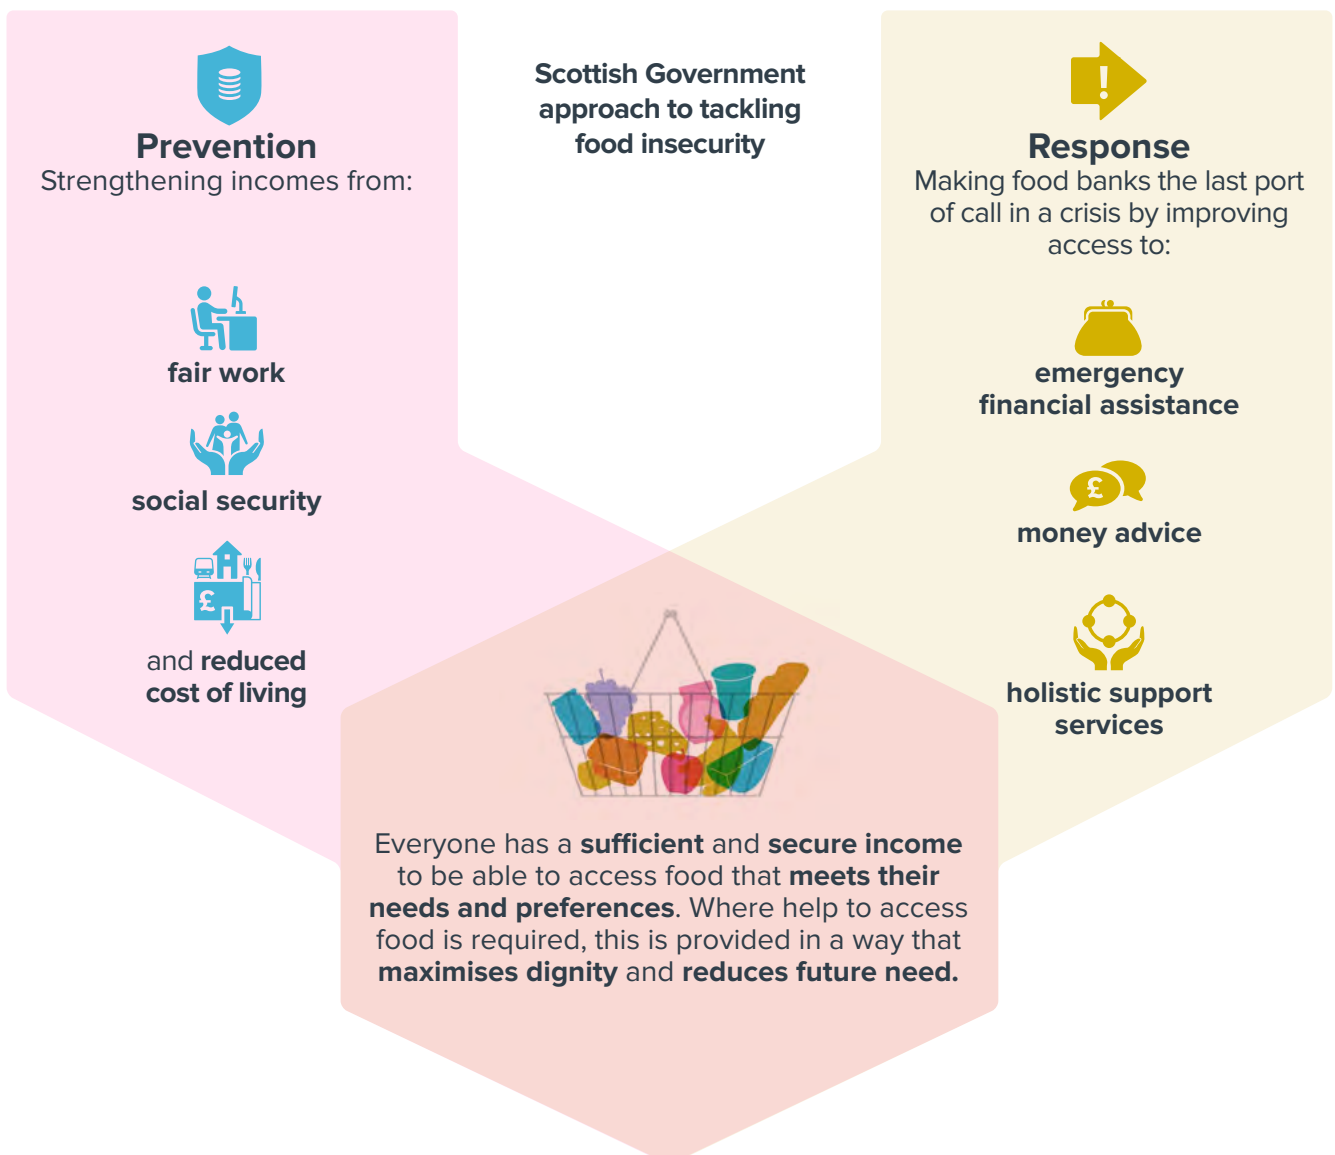 Scottish Government
approach to tackling
food insecurity
Prevention
Strengthening incomes from:
fair work
social security
£
and reduced
cost of living
!
Response
Making food banks the last port
of call in a crisis by improving
access to:
emergency
financial assistance
£
money advice
holistic support
services
Everyone has a sufficient and secure income
to be able to access food that meets their
needs and preferences. Where help to access
food is required, this is provided in a way that
maximises dignity and reduces future need.